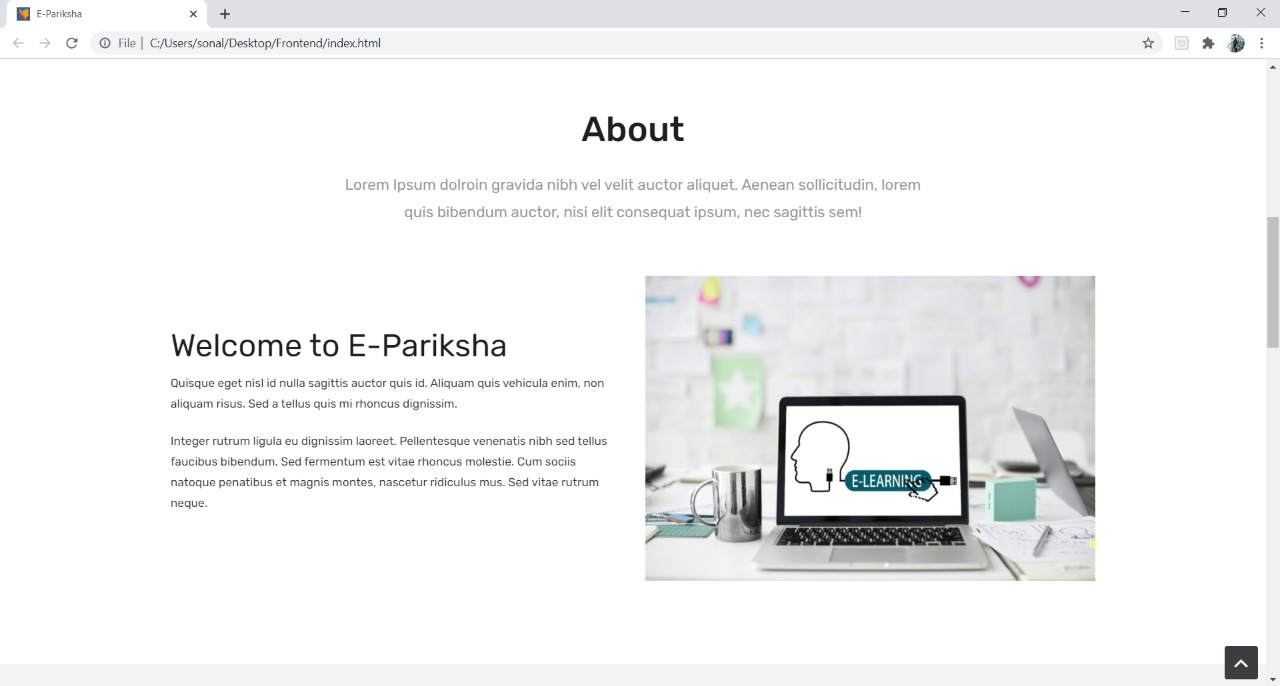 E-Pariksha
File
C:/Users/sonal/Desktop/Frontend/index.html
About
Lorem Ipsum dolroin gravida nibh vel velit auctor aliquet. Aenean sollicitudin, lorem
quis bibendum auctor, nisi elit consequat ipsum, nec sagittis sem!
Welcome to E-Pariksha
Quisque eget nisl id nulla sagittis auctor quis id. Aliquam quis vehicula enim, non
aliquam risus. Sed a tellus quis mi rhoncus dignissim.
Integer rutrum ligula eu dignissim laoreet. Pellentesque venenatis nibh sed tellus
faucibus bibendum. Sed fermentum est vitae rhoncus molestie. Cum sociis
natoque penatibus et magnis montes, nascetur ridiculus mus. Sed vitae rutrum
neque.
E-LEARNING